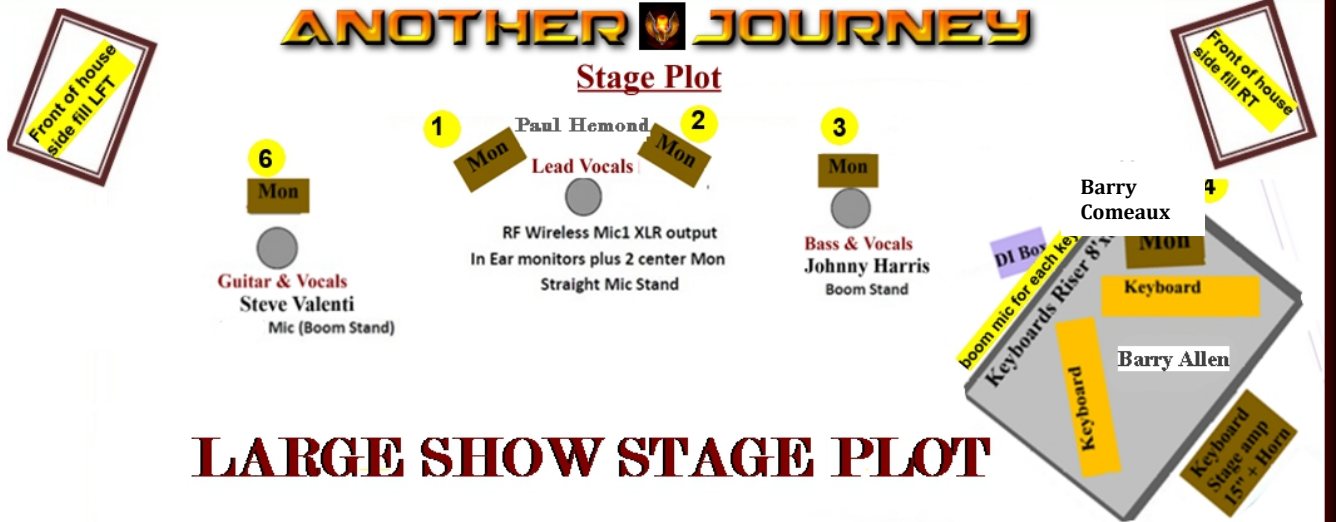 ANOTHER JOURNEY
Stage Plot
Front of house
side fill LFT
Front of house
side fill RT
1
Paul Hemond
2
3
6
Mon
Mon
Mon
Mon
Lead Vocals
RF Wireless Mic1 XLR output
In Ear monitors plus 2 center Mon
Straight Mic Stand
Guitar & Vocals
Steve Valenti
Mic (Boom Stand)
Bass & Vocals
Johnny Harris
Boom Stand
Barry
Comeaux
4
DI Box
boom mic for each key
Keyboards Riser 8'x
Mon
Keyboard
Barry Allen
Keyboard
Keyboard
Stage amp
15" + Horn
LARGE SHOW STAGE PLOT